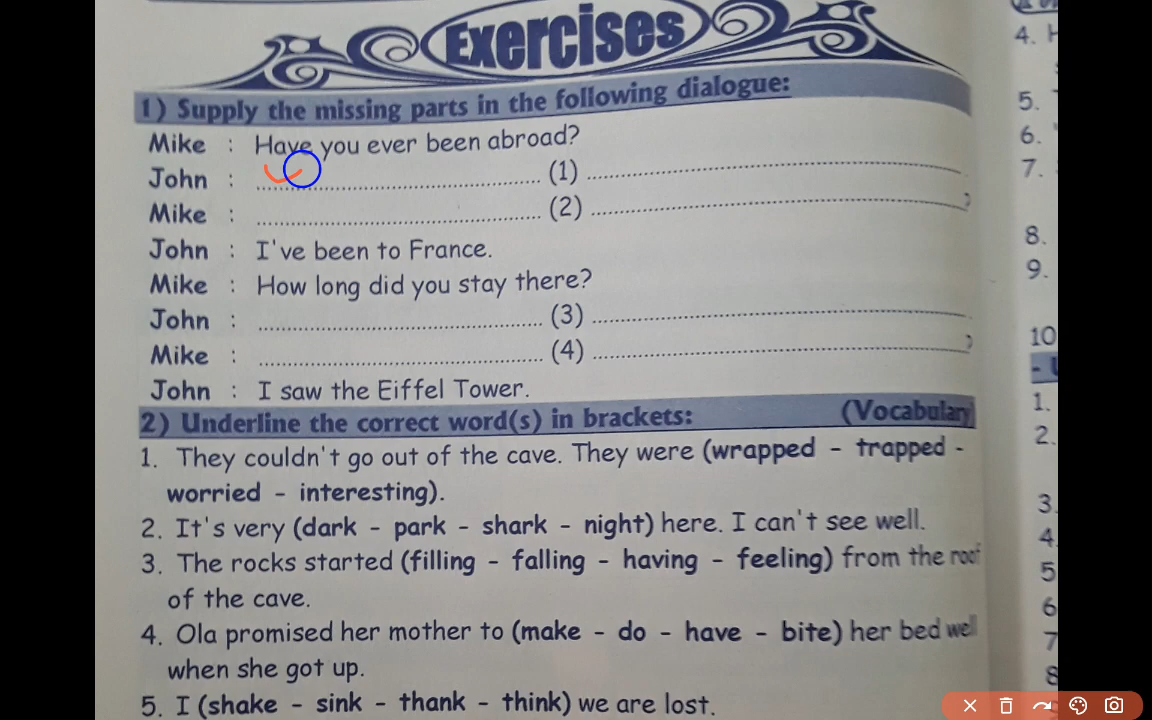 Exercises
4. H
1) Supply the missing parts in the following dialogue:
Mike : Have you ever been abroad?
John : ........................................ (1) ........................................
Mike : ........................................ (2) ........................................?
John : I've been to France.
Mike : How long did you stay there?
John : ........................................ (3) ........................................
Mike : ........................................ (4) ........................................?
John : I saw the Eiffel Tower.
2) Underline the correct word(s) in brackets: (Vocabulary
1. They couldn't go out of the cave. They were (wrapped - trapped -
worried - interesting).
2. It's very (dark - park - shark - night) here. I can't see well.
3. The rocks started (filling - falling - having - feeling) from the roof
of the cave.
4. Ola promised her mother to (make - do - have - bite) her bed well
when she got up.
5. I (shake - sink - thank - think) we are lost.
5.
6.
7.
8.
9.
10
1.
2.
3.
4.
5
6
7
8